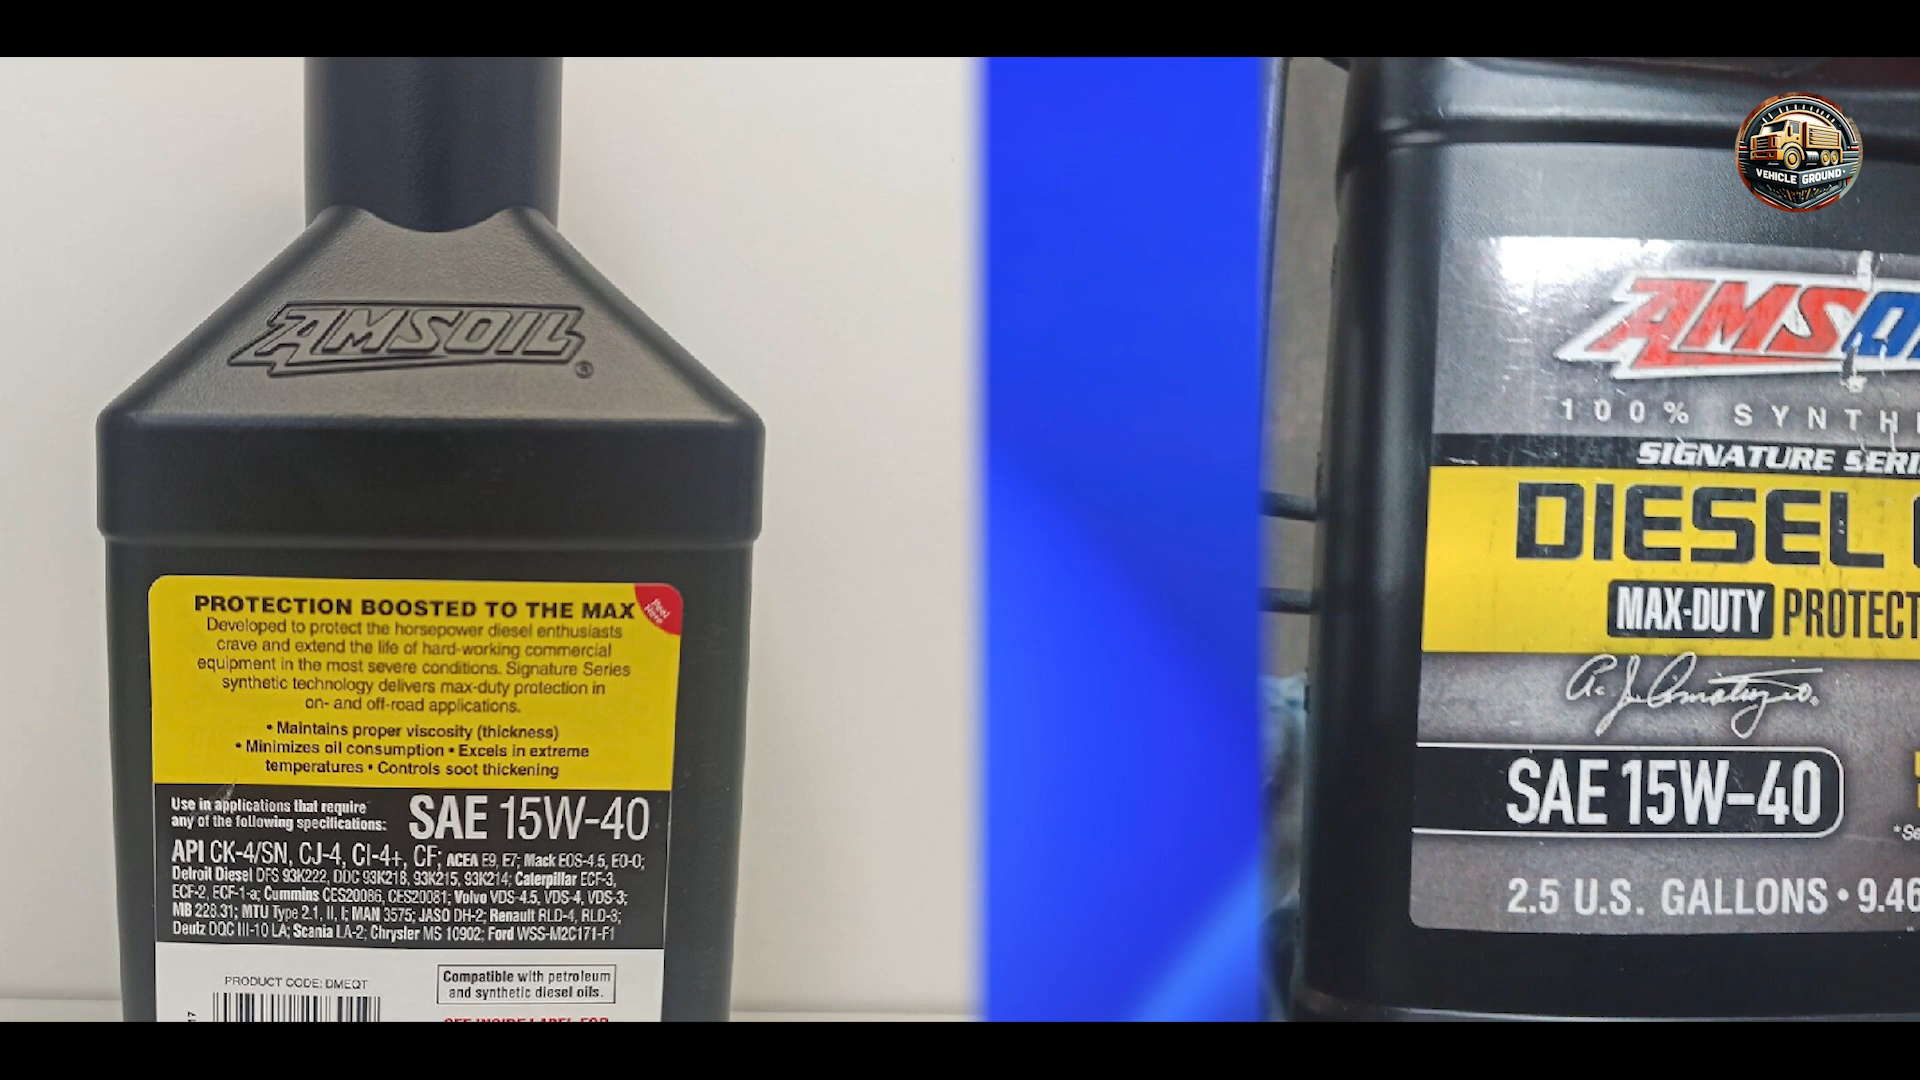 AMSOIL®
PROTECTION BOOSTED TO THE MAX
Peel
Here
Developed to protect the horsepower diesel enthusiasts
crave and extend the life of hard-working commercial
equipment in the most severe conditions. Signature Series
synthetic technology delivers max-duty protection in
on- and off-road applications.
• Maintains proper viscosity (thickness)
• Minimizes oil consumption • Excels in extreme
temperatures • Controls soot thickening
Use in applications that require
any of the following specifications:
SAE 15W-40
API CK-4/SN, CJ-4, CI-4+, CF; ACEA E9, E7; Mack EOS-4.5, EO-O;
Detroit Diesel DFS 93K222, DDC 93K218, 93K215, 93K214; Caterpillar ECF-3,
ECF-2, ECF-1-a; Cummins CES20086, CES20081; Volvo VDS-4.5, VDS-4, VDS-3;
MB 228.31; MTU Type 2.1, II, I; MAN 3575; JASO DH-2; Renault RLD-4, RLD-3;
Deutz DQC III-10 LA; Scania LA-2; Chrysler MS 10902; Ford WSS-M2C171-F1
PRODUCT CODE: DMEQT
17
Compatible with petroleum
and synthetic diesel oils.
SEE INSIDE LABEL FOR
VEHICLE GROUND
AMSO
100% SYNTH
SIGNATURE SERI
DIESEL
MAX-DUTY PROTECT
SAE 15W-40
2.5 U.S. GALLONS • 9.46